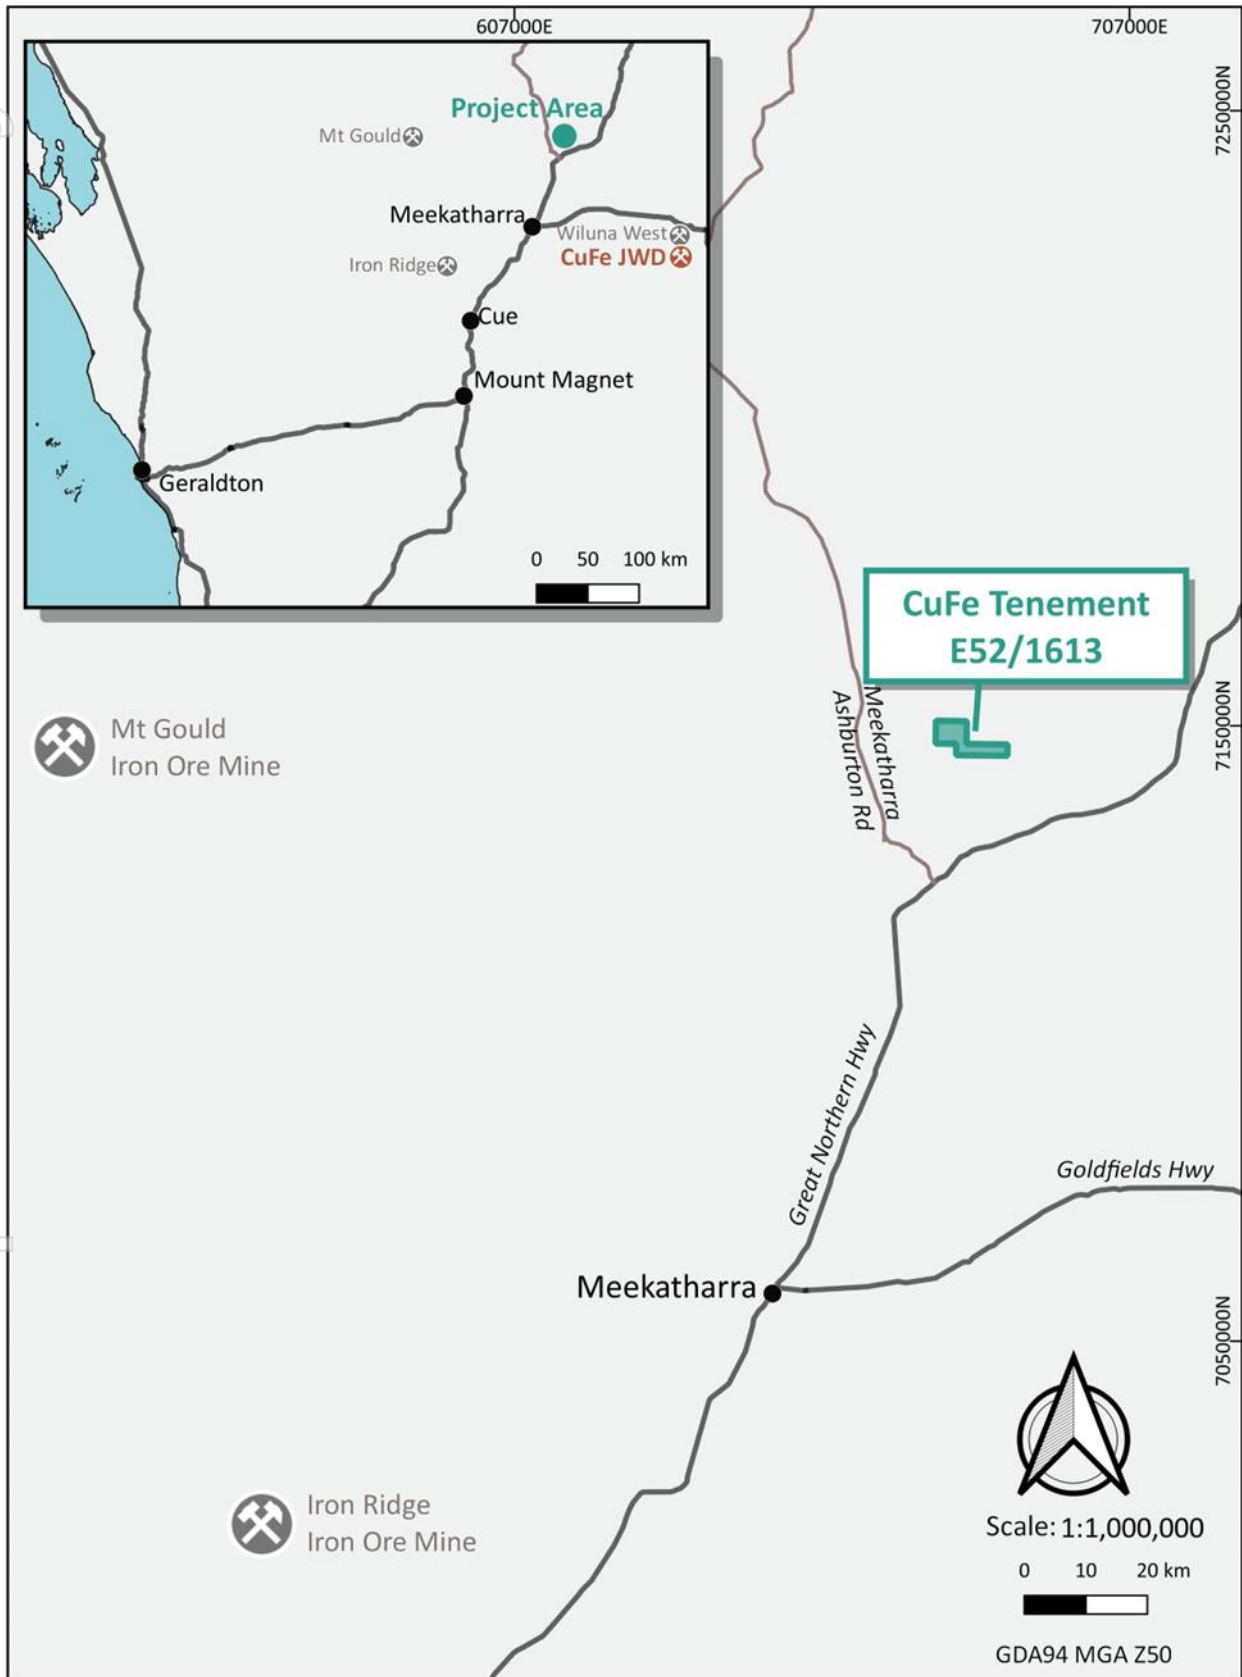 607000E
707000E
7250000N
Project Area
Mt Gould
Meekatharra
Wiluna West
CuFe JWD
Iron Ridge
Cue
Mount Magnet
Geraldton
0 50 100 km
CuFe Tenement
E52/1613
Meekatharra
Ashburton Rd
7150000N
Mt Gould
Iron Ore Mine
Great Northern Hwy
Goldfields Hwy
Meekatharra
7050000N
Iron Ridge
Iron Ore Mine
Scale: 1:1,000,000
0 10 20 km
GDA94 MGA Z50